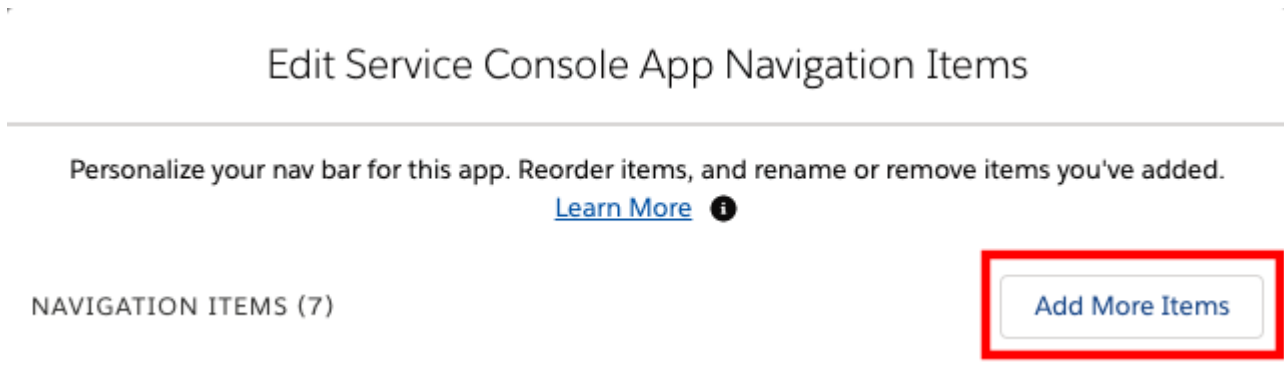 Edit Service Console App Navigation Items
Personalize your nav bar for this app. Reorder items, and rename or remove items you've added.
Learn More
NAVIGATION ITEMS (7)
Add More Items